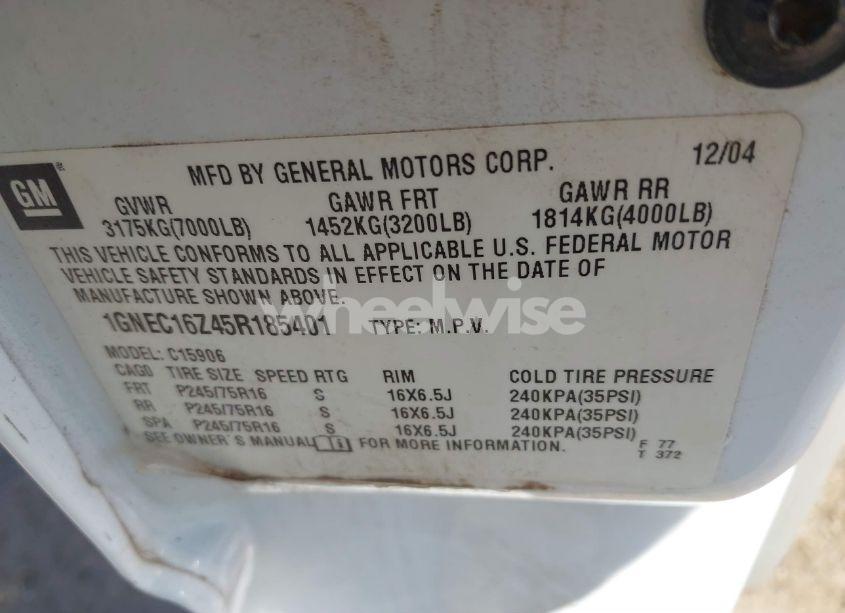 GM
MFD BY GENERAL MOTORS CORP. 12/04
GVWR GAWR FRT GAWR RR
3175KG(7000LB) 1452KG(3200LB) 1814KG(4000LB)
THIS VEHICLE CONFORMS TO ALL APPLICABLE U.S. FEDERAL MOTOR
VEHICLE SAFETY STANDARDS IN EFFECT ON THE DATE OF
MANUFACTURE SHOWN ABOVE.
1GNEC16Z45R185401 TYPE: M.P.V.
wheelwise
MODEL: C15906
CAGD TIRE SIZE SPEED RTG RIM COLD TIRE PRESSURE
FRT P245/75R16 S 16X6.5J 240KPA(35PSI)
RR P245/75R16 S 16X6.5J 240KPA(35PSI)
SPA P245/75R16 S 16X6.5J 240KPA(35PSI)
SEE OWNER'S MANUAL FOR MORE INFORMATION.
F 77
T 372